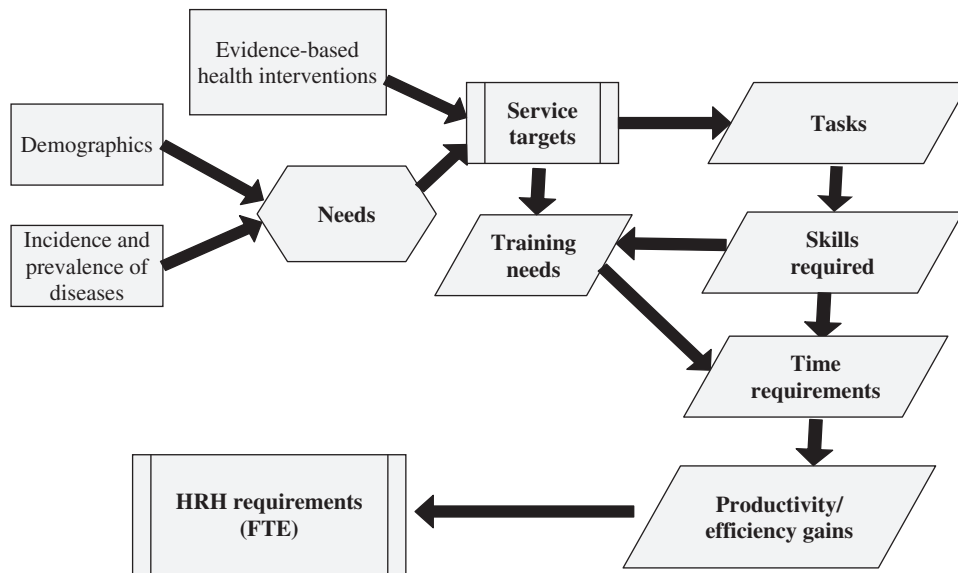 Evidence-based
health interventions
Service
targets
Tasks
Demographics
Needs
Incidence and
prevalence of
diseases
Training
needs
Skills
required
Time
requirements
HRH requirements
(FTE)
Productivity/
efficiency gains